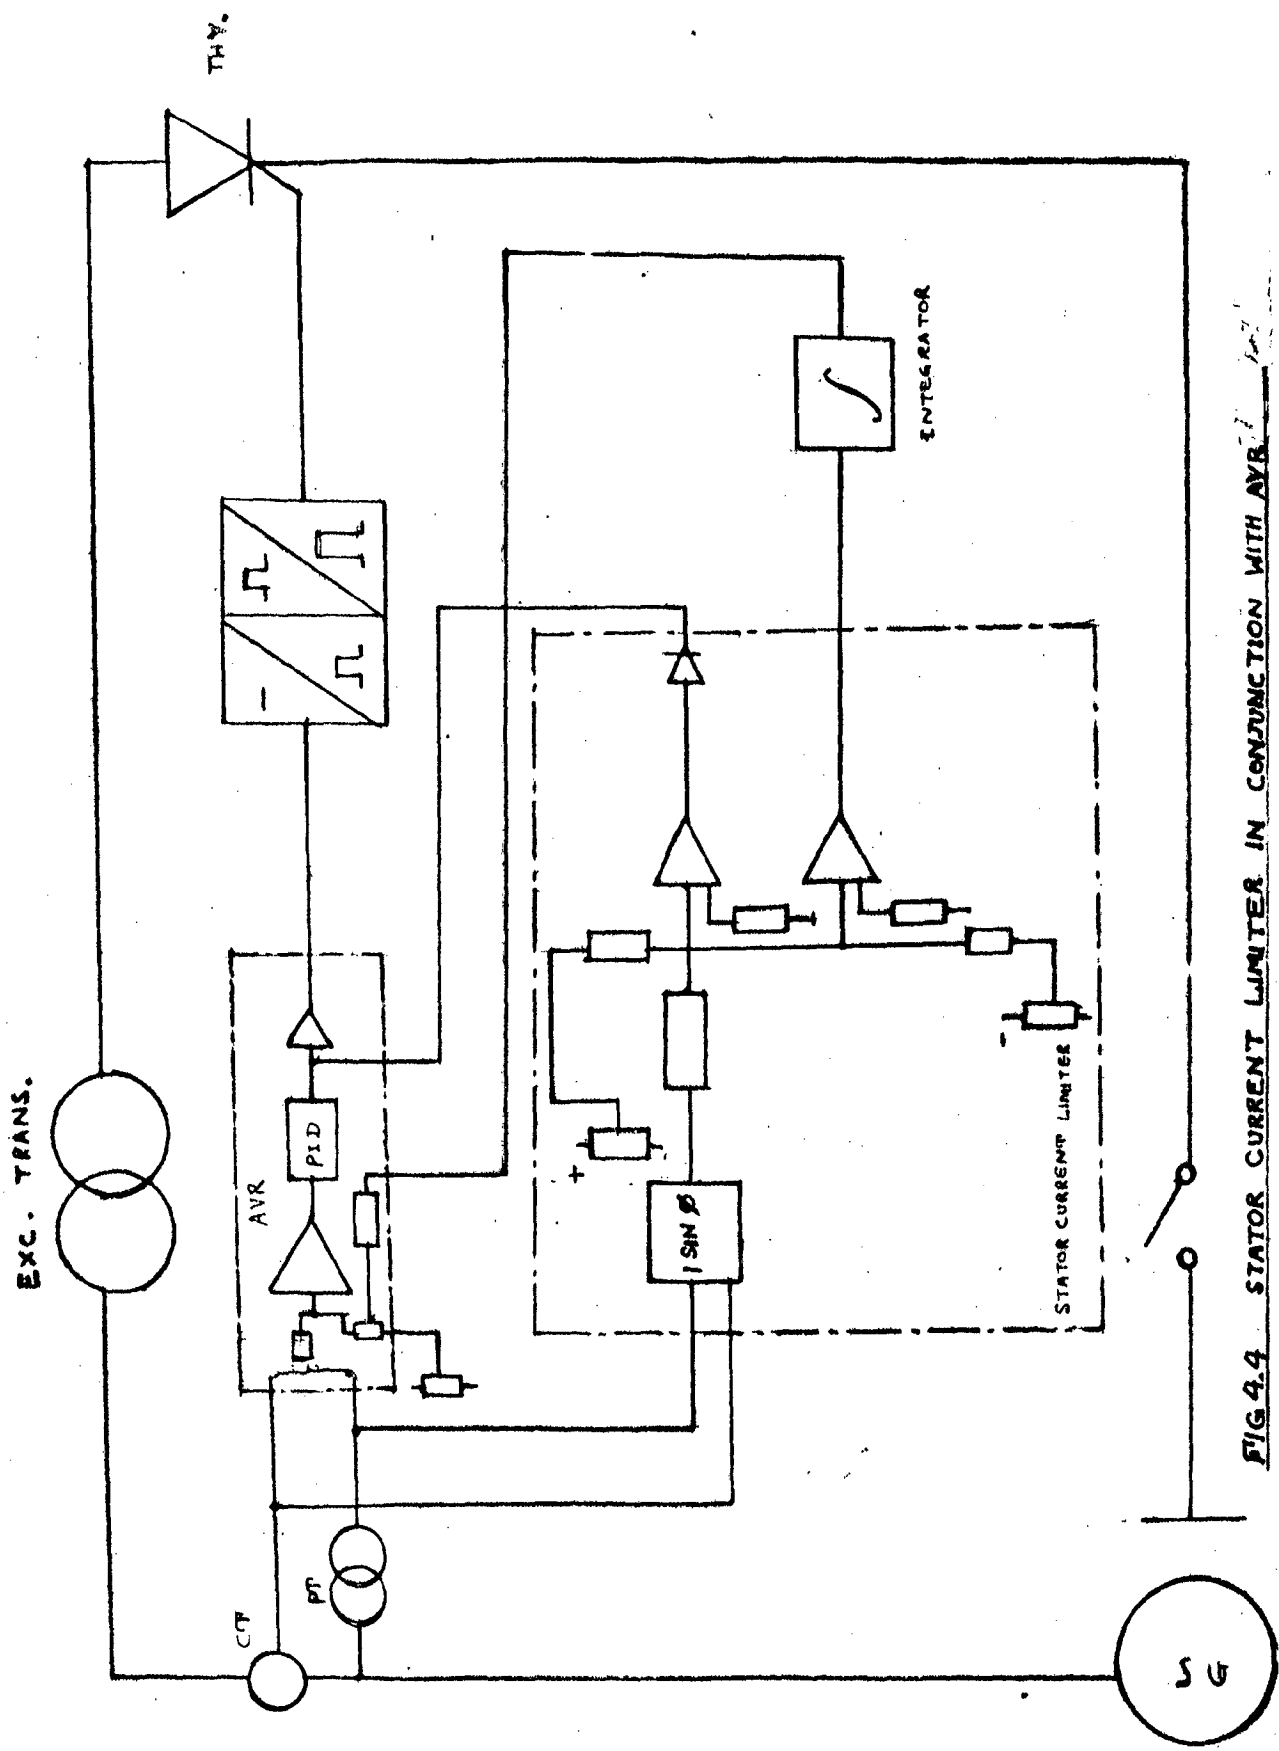 EXC. TRANS.
THY.
CT
PT
AVR
PID
I SIN Ø
+
-
STATOR CURRENT LIMITER
INTEGRATOR
SG
FIG 4.4 STATOR CURRENT LIMITER IN CONJUNCTION WITH AVR